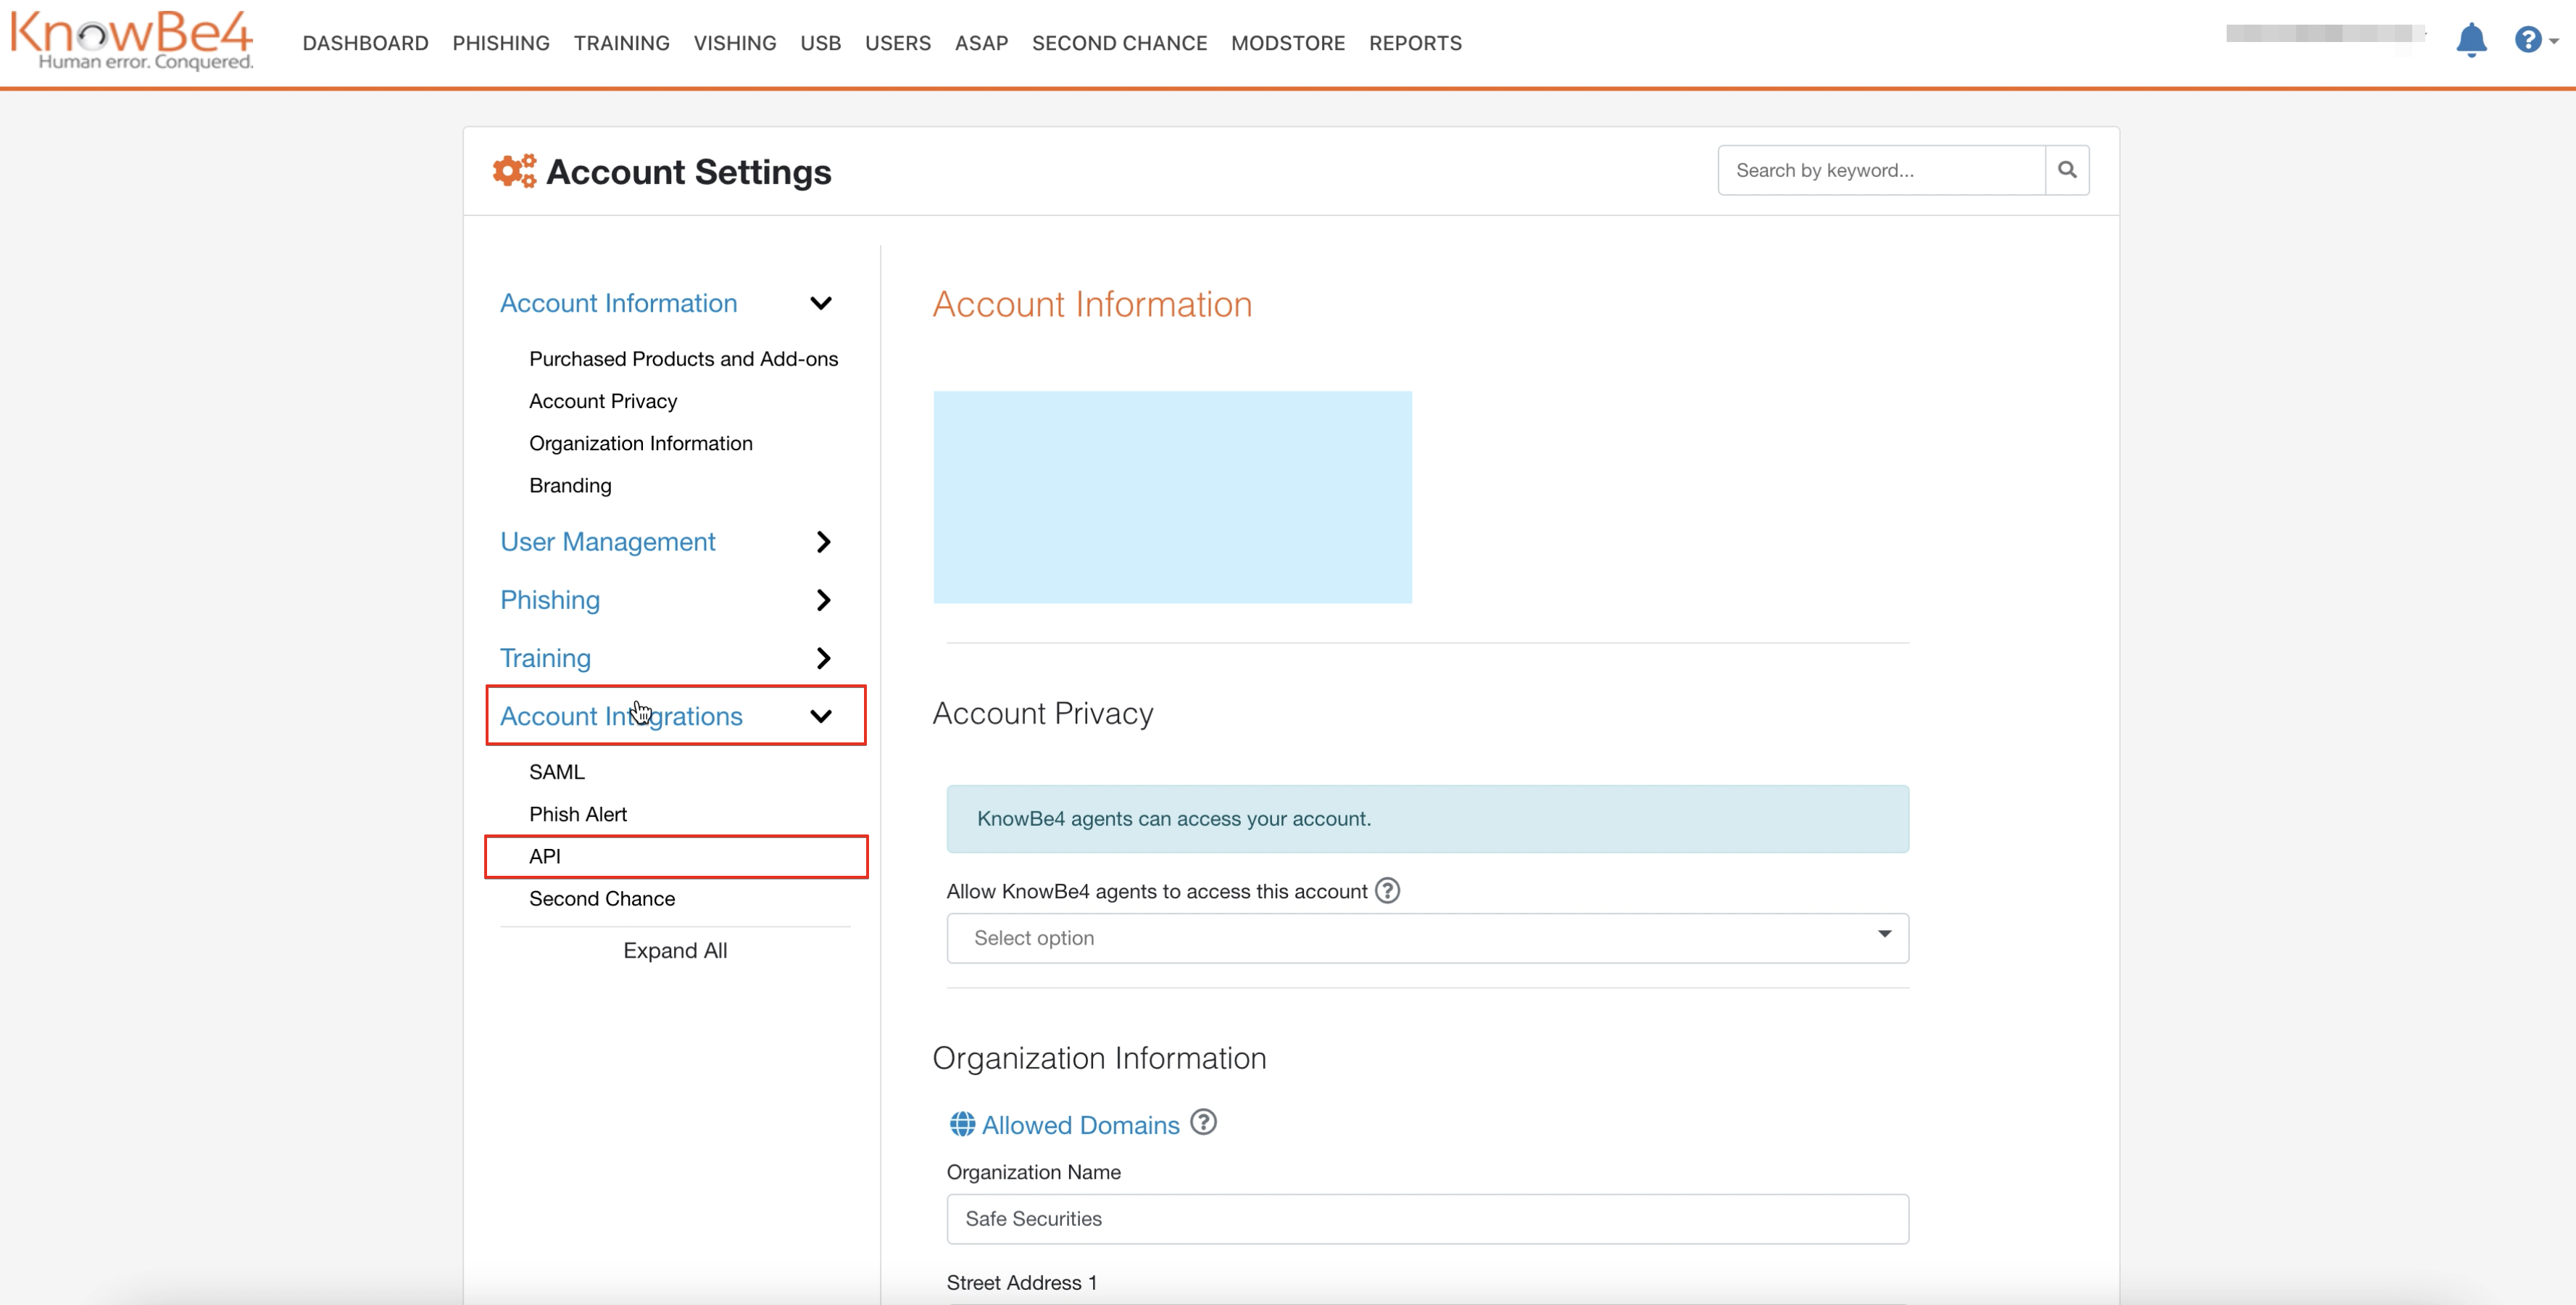 KnowBe4
Human error. Conquered.
DASHBOARD PHISHING TRAINING VISHING USB USERS ASAP SECOND CHANCE MODSTORE REPORTS
Account Settings
Search by keyword...
Account Information
Purchased Products and Add-ons
Account Privacy
Organization Information
Branding
User Management
Phishing
Training
Account Integrations
SAML
Phish Alert
API
Second Chance
Expand All
Account Information
Account Privacy
KnowBe4 agents can access your account.
Allow KnowBe4 agents to access this account ?
Select option
Organization Information
Allowed Domains ?
Organization Name
Safe Securities
Street Address 1